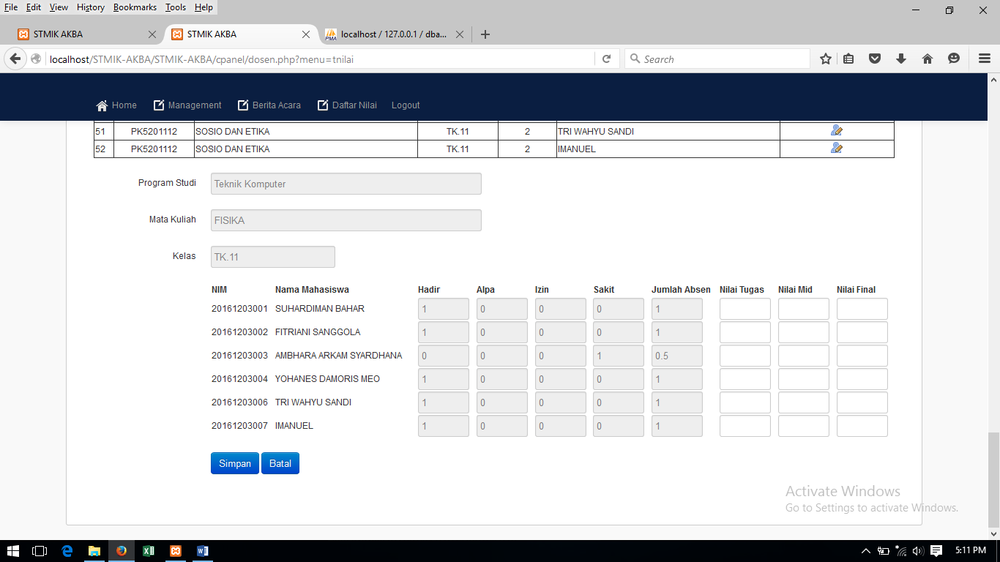 File Edit View History Bookmarks Tools Help
STMIK AKBA
STMIK AKBA
PMA localhost / 127.0.0.1 / dba...
localhost/STMIK-AKBA/STMIK-AKBA/cpanel/dosen.php?menu=tnilai
Search
Home Management Berita Acara Daftar Nilai Logout
51 PK5201112 SOSIO DAN ETIKA TK.11 2 TRI WAHYU SANDI
52 PK5201112 SOSIO DAN ETIKA TK.11 2 IMANUEL
Program Studi Teknik Komputer
Mata Kuliah FISIKA
Kelas TK.11
NIM Nama Mahasiswa Hadir Alpa Izin Sakit Jumlah Absen Nilai Tugas Nilai Mid Nilai Final
20161203001 SUHARDIMAN BAHAR 1 0 0 0 1
20161203002 FITRIANI SANGGOLA 1 0 0 0 1
20161203003 AMBHARA ARKAM SYARDHANA 0 0 0 1 0.5
20161203004 YOHANES DAMORIS MEO 1 0 0 0 1
20161203006 TRI WAHYU SANDI 1 0 0 0 1
20161203007 IMANUEL 1 0 0 0 1
Simpan Batal
Activate Windows
Go to Settings to activate Windows.
5:11 PM